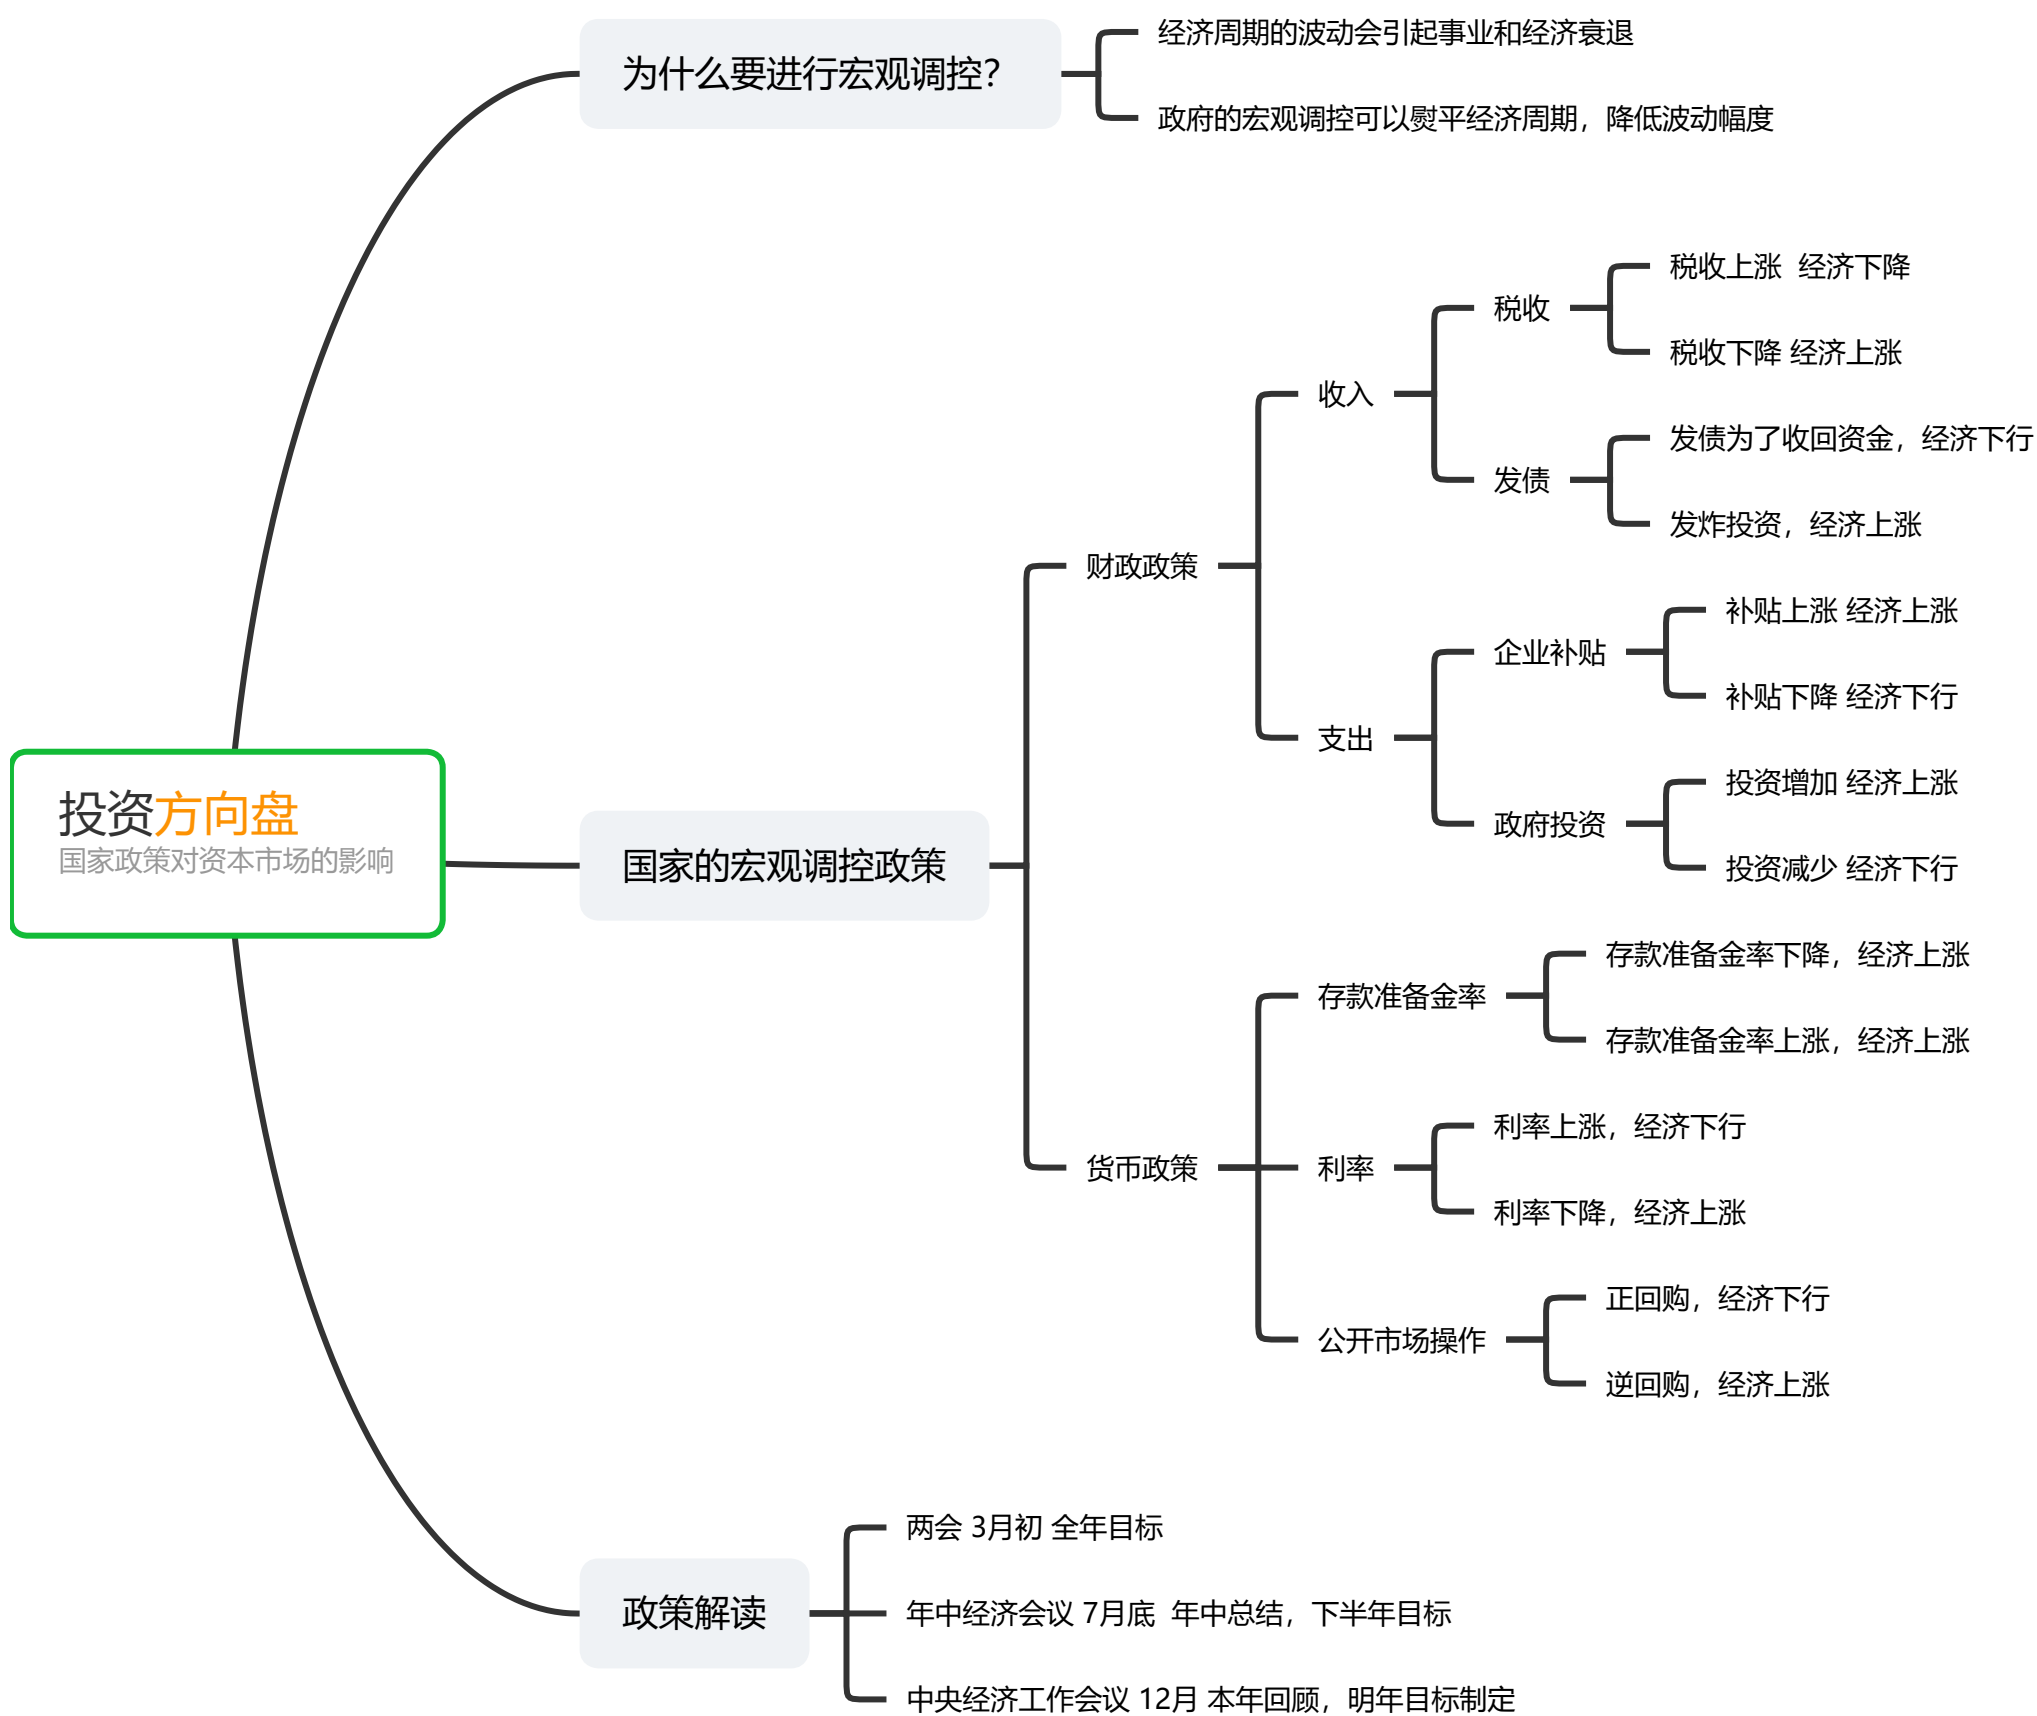 投资方向盘
国家政策对资本市场的影响
为什么要进行宏观调控？
经济周期的波动会引起事业和经济衰退
政府的宏观调控可以熨平经济周期，降低波动幅度
国家的宏观调控政策
财政政策
收入
税收
税收上涨  经济下降
税收下降 经济上涨
发债
发债为了收回资金，经济下行
发炸投资，经济上涨
支出
企业补贴
补贴上涨 经济上涨
补贴下降 经济下行
政府投资
投资增加 经济上涨
投资减少 经济下行
货币政策
存款准备金率
存款准备金率下降，经济上涨
存款准备金率上涨，经济上涨
利率
利率上涨，经济下行
利率下降，经济上涨
公开市场操作
正回购，经济下行
逆回购，经济上涨
政策解读
两会 3月初 全年目标
年中经济会议 7月底  年中总结，下半年目标
中央经济工作会议 12月 本年回顾，明年目标制定